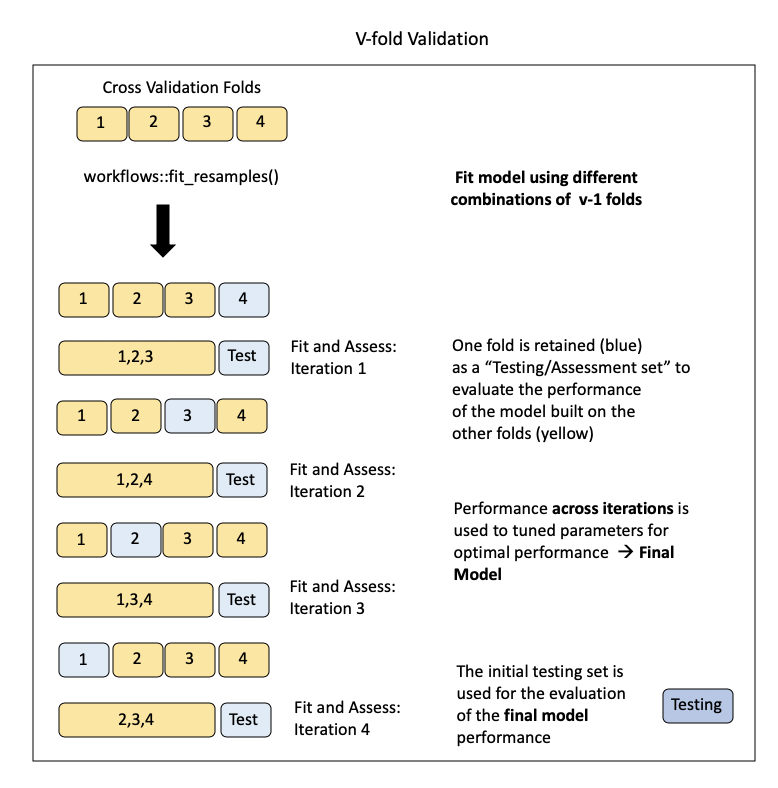 V-fold Validation
Cross Validation Folds
1 2 3 4
workflows::fit_resamples()
Fit model using different
combinations of v-1 folds
1 2 3 4
1,2,3 Test
Fit and Assess:
Iteration 1
One fold is retained (blue)
as a “Testing/Assessment set” to
evaluate the performance
of the model built on the
other folds (yellow)
1 2 3 4
1,2,4 Test
Fit and Assess:
Iteration 2
Performance across iterations is
used to tuned parameters for
optimal performance → Final
Model
1 2 3 4
1,3,4 Test
Fit and Assess:
Iteration 3
1 2 3 4
2,3,4 Test
Fit and Assess:
Iteration 4
The initial testing set is
used for the evaluation
of the final model
performance
Testing